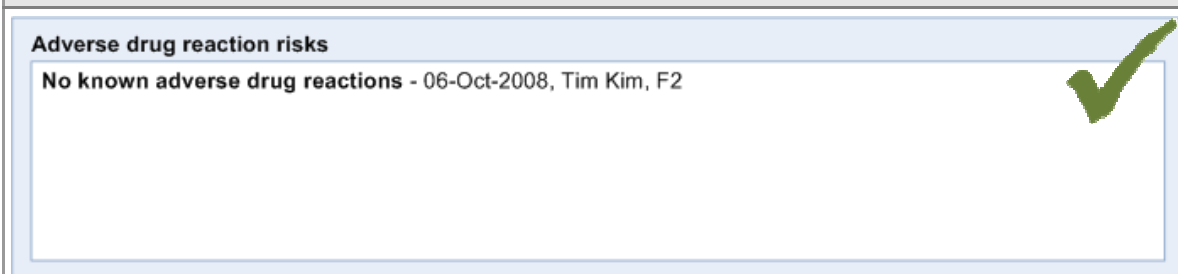 Adverse drug reaction risks
No known adverse drug reactions - 06-Oct-2008, Tim Kim, F2